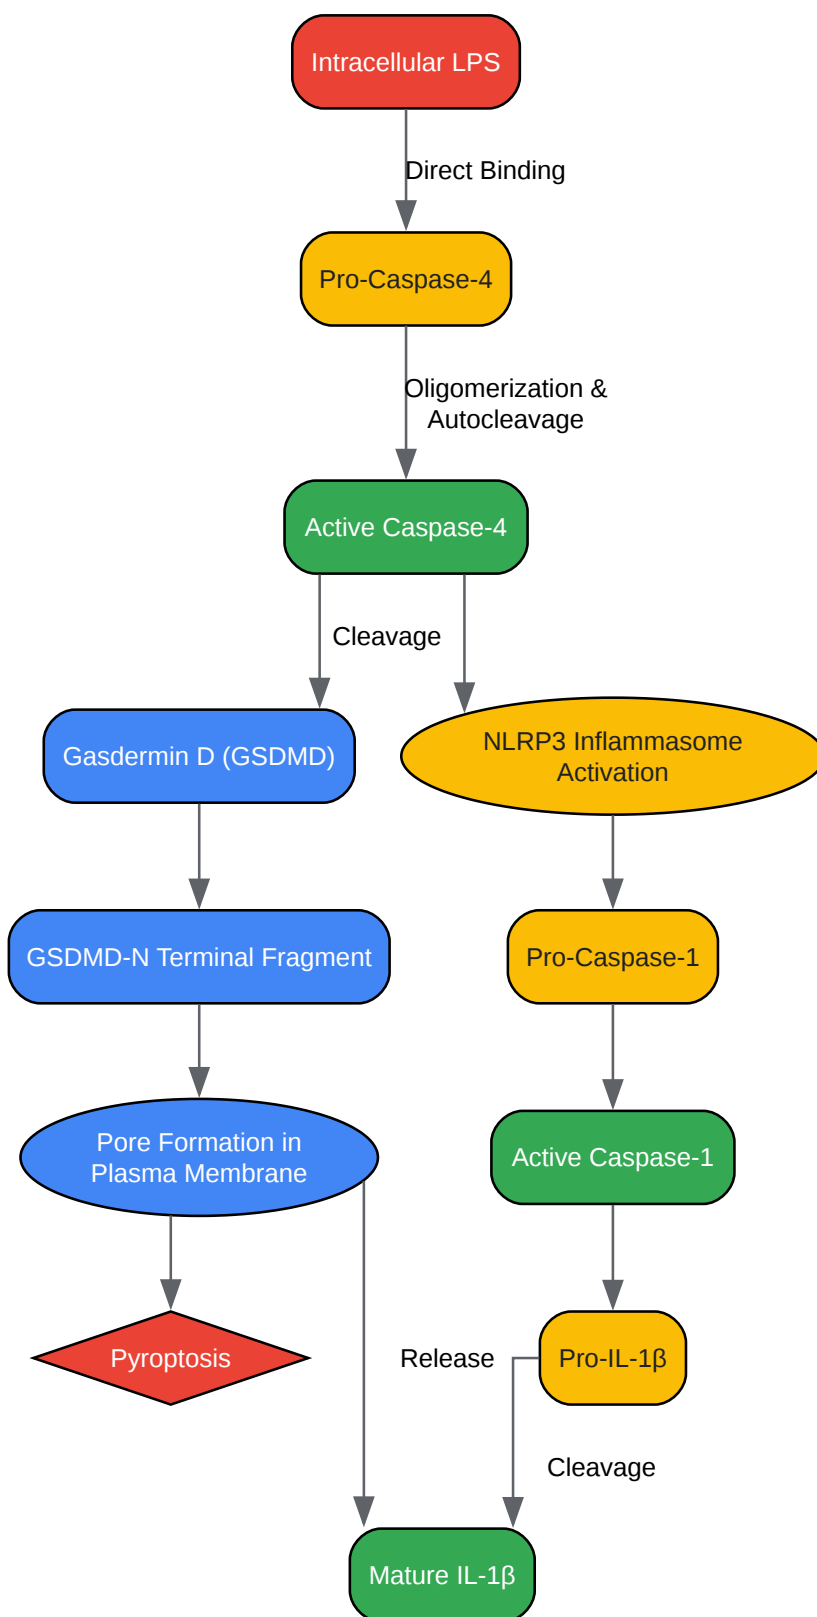 Intracellular LPS
Direct Binding
Pro-Caspase-4
Oligomerization &
Autocleavage
Active Caspase-4
Cleavage
Gasdermin D (GSDMD)
NLRP3 Inflammasome
Activation
GSDMD-N Terminal Fragment
Pro-Caspase-1
Pore Formation in
Plasma Membrane
Active Caspase-1
Pyroptosis
Release
Pro-IL-1β
Cleavage
Mature IL-1β